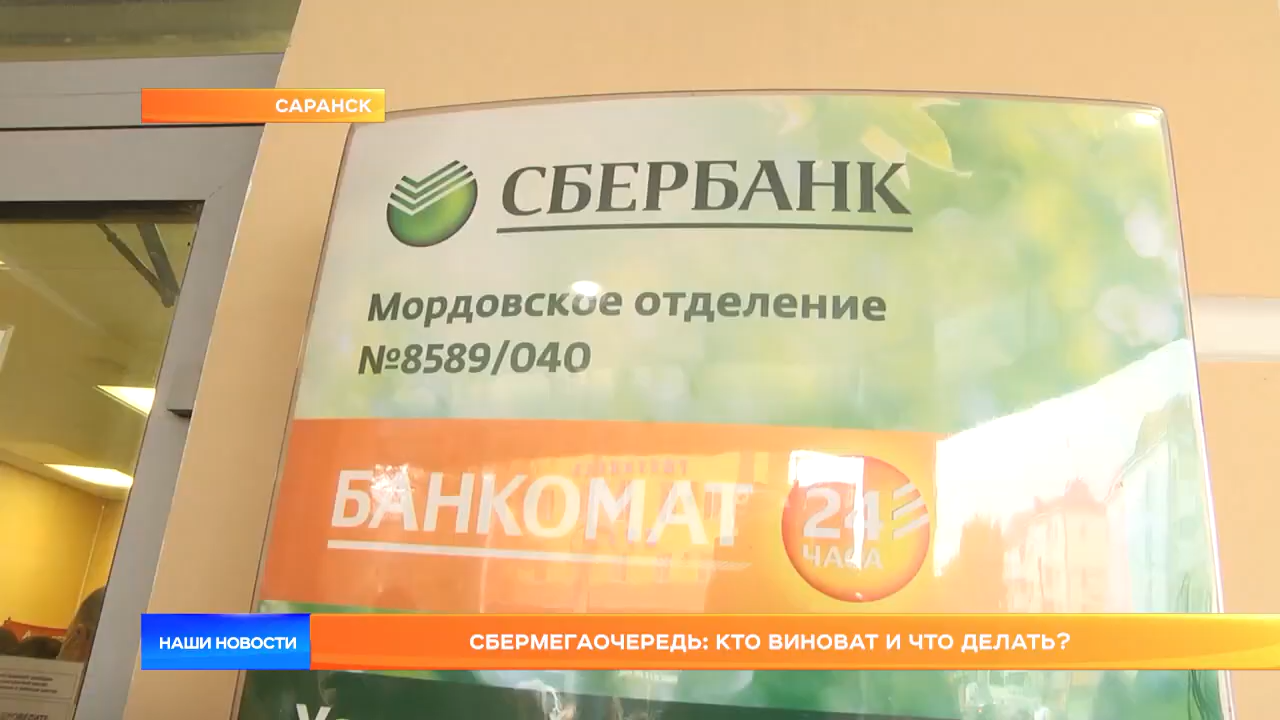 САРАНСК
СБЕРБАНК
Мордовское отделение
№8589/040
БАНКОМАТ
24
ЧАСА
НАШИ НОВОСТИ
СБЕРМЕГАОЧЕРЕДЬ: КТО ВИНОВАТ И ЧТО ДЕЛАТЬ?